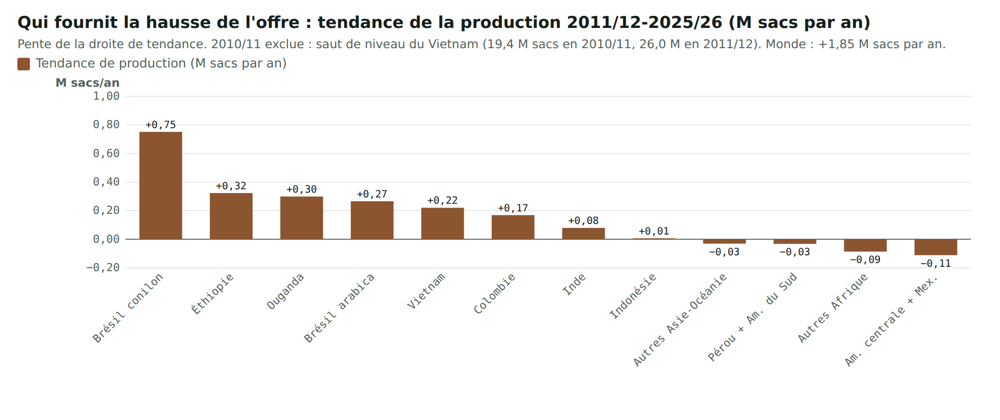 Qui fournit la hausse de l'offre : tendance de la production 2011/12-2025/26 (M sacs par an)
Pente de la droite de tendance. 2010/11 exclue : saut de niveau du Vietnam (19,4 M sacs en 2010/11, 26,0 M en 2011/12). Monde : +1,85 M sacs par an.
Tendance de production (M sacs par an)
M sacs/an
1,00
0,80
0,60
0,40
0,20
0,00
−0,20
+0,75
+0,32
+0,30
+0,27
+0,22
+0,17
+0,08
+0,01
−0,03
−0,03
−0,09
−0,11
Brésil conilon
Éthiopie
Ouganda
Brésil arabica
Vietnam
Colombie
Inde
Indonésie
Autres Asie-Océanie
Pérou + Am. du Sud
Autres Afrique
Am. centrale + Mex.